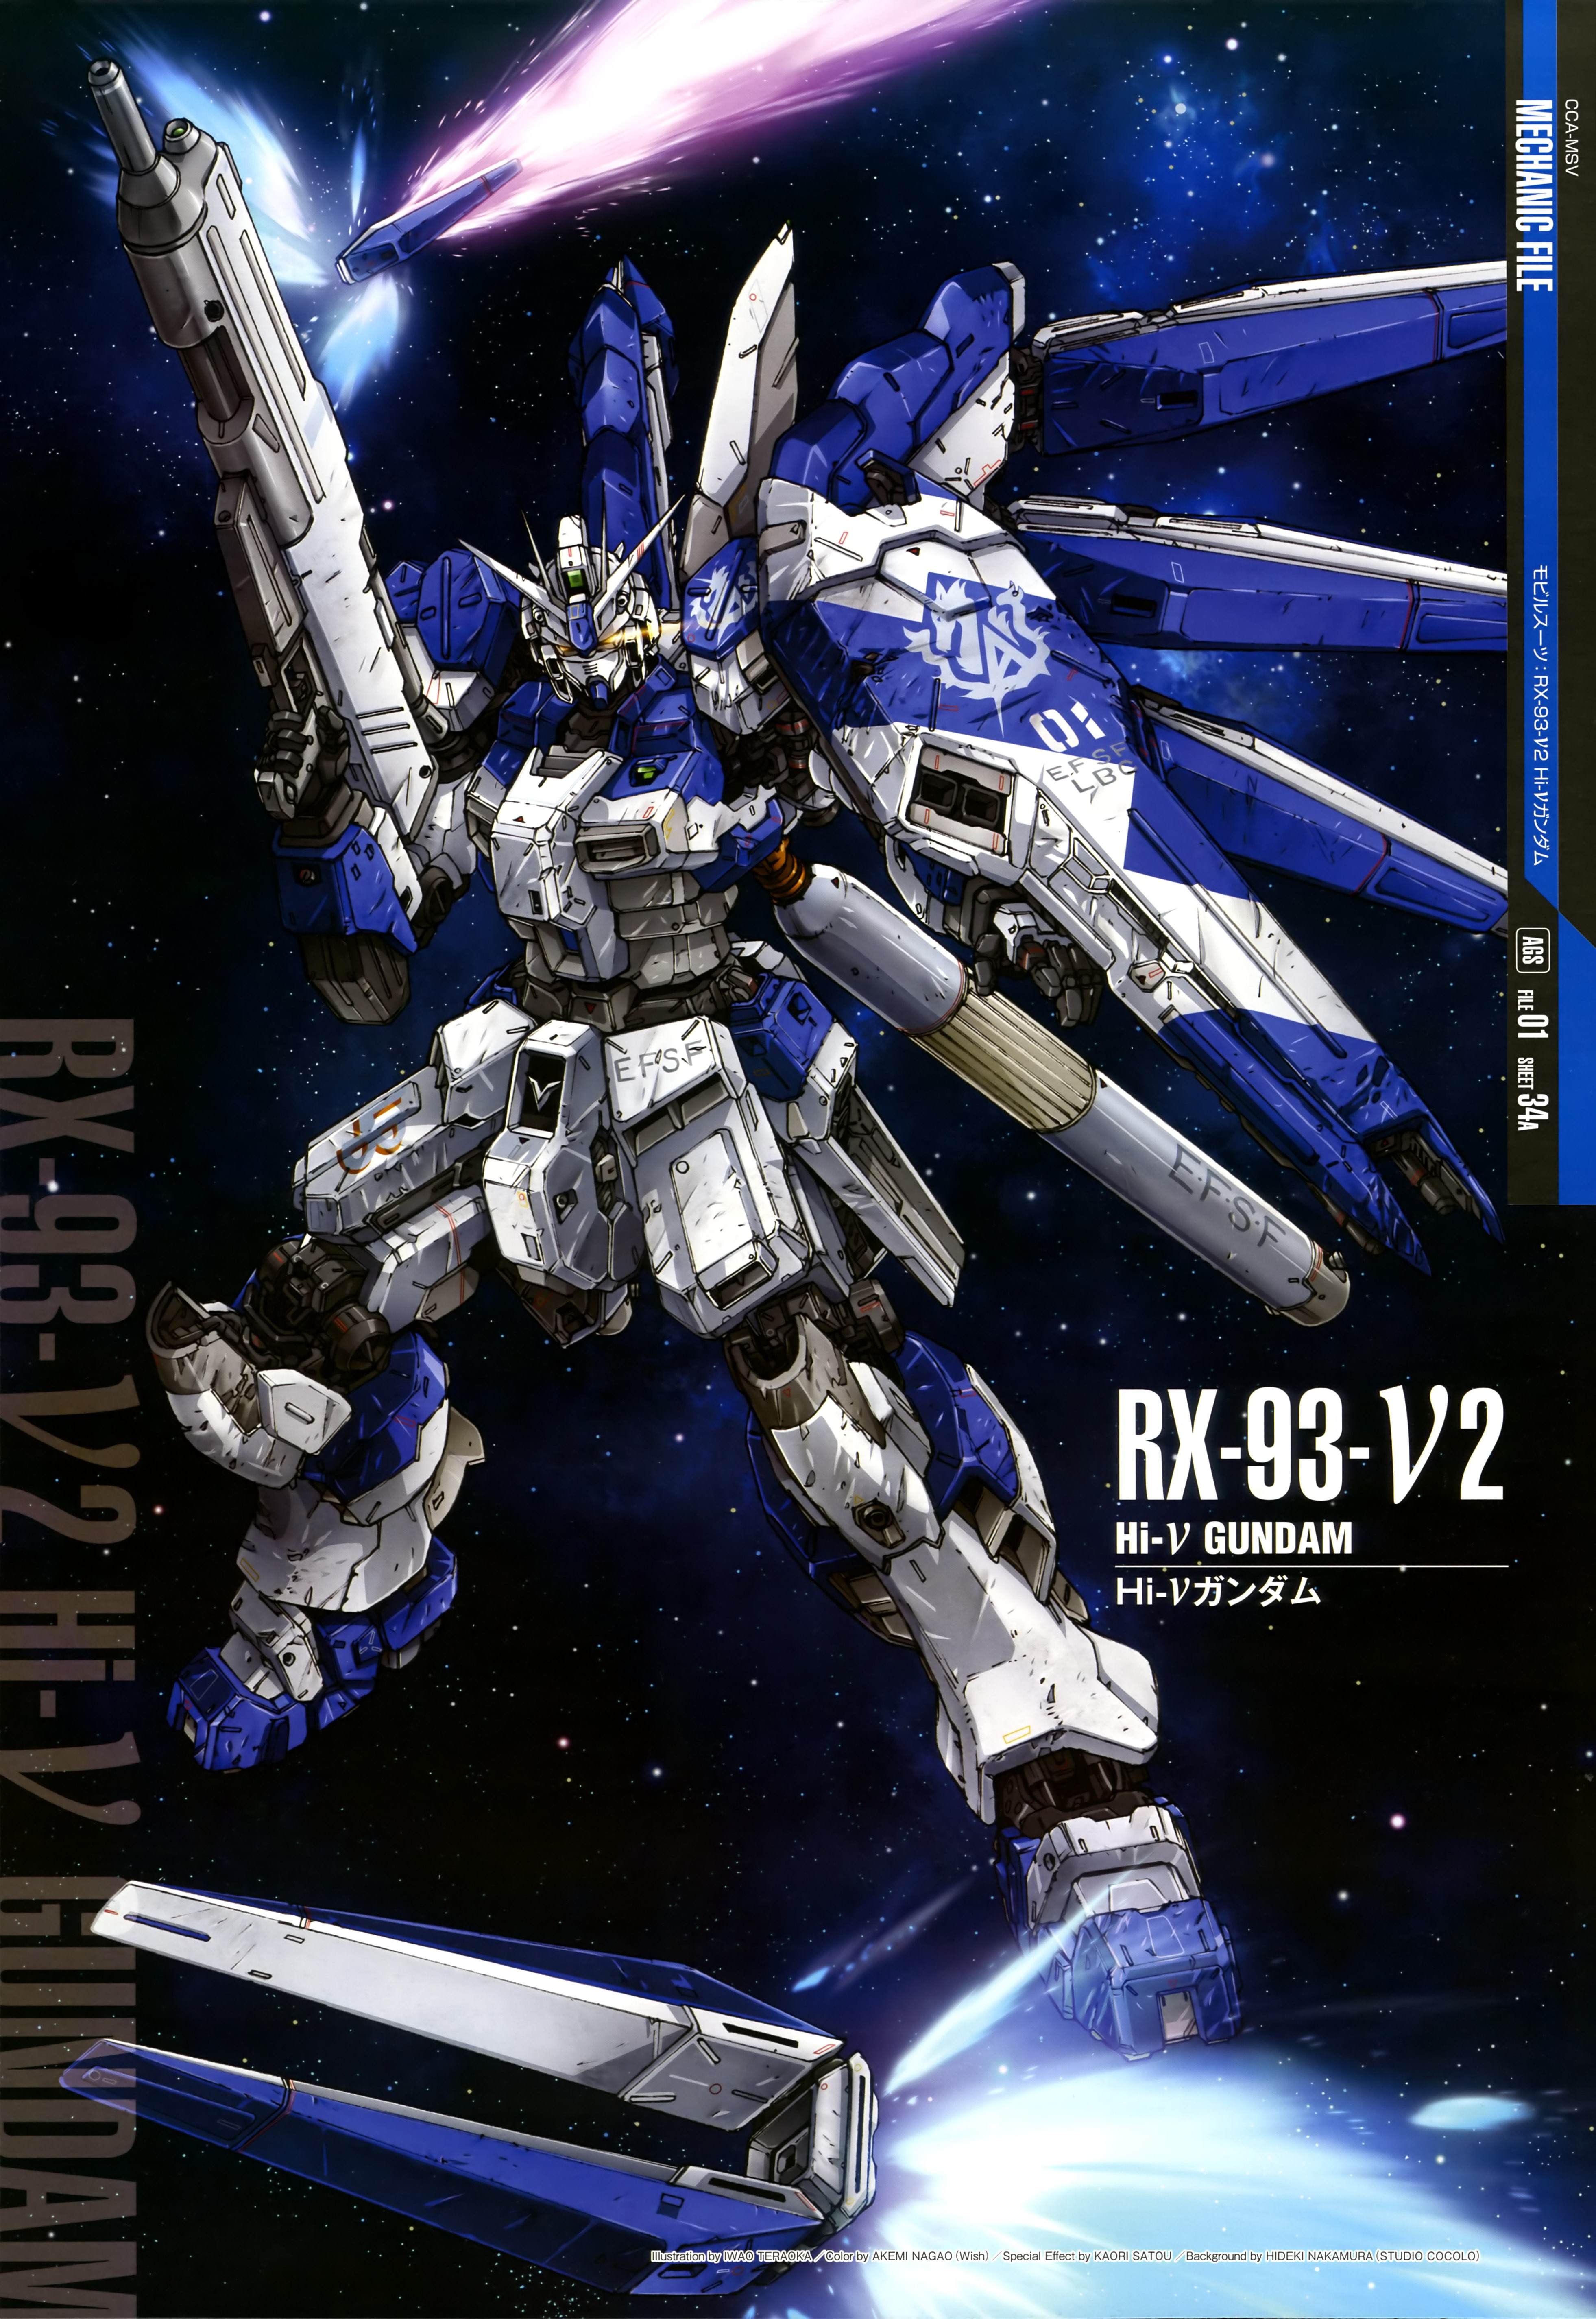 CCA-MSV
MECHANIC FILE
モビルスーツ：RX-93-ν2 Hi-νガンダム
AGS
FILE 01 SHEET 34A
01
E.F.S.F
LBC
EFSF
LB
E.F.S.F
RX-93-ν2
Hi-ν GUNDAM
Hi-νガンダム
RX-93-ν2 Hi-ν GUNDAM
Illustration by IWAO TERAOKA／Color by AKEMI NAGAO (Wish)／Special Effect by KAORI SATOU／Background by HIDEKI NAKAMURA (STUDIO COCOLO)